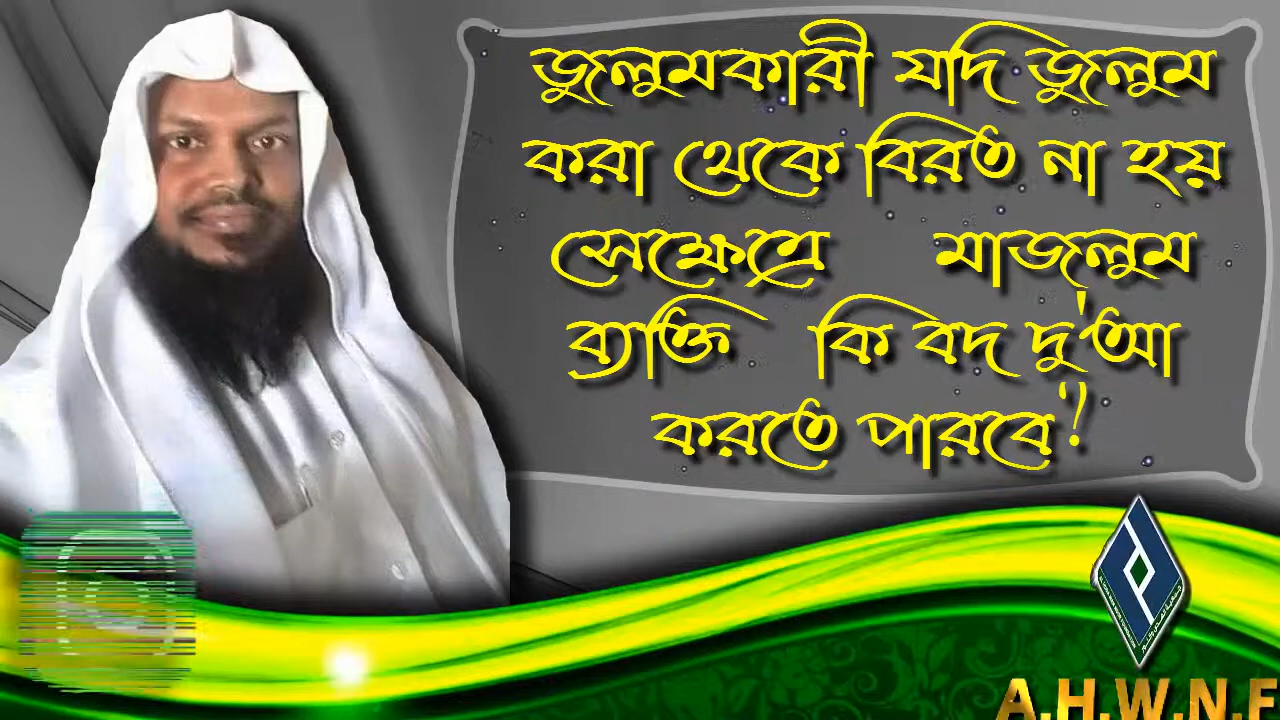 জুলুমকারী যদি জুলুম
করা থেকে বিরত না হয়
সেক্ষেত্রে মাজলুম
ব্যক্তি কি বদ দু'আ
করতে পারবে?
A.H.W.N.F